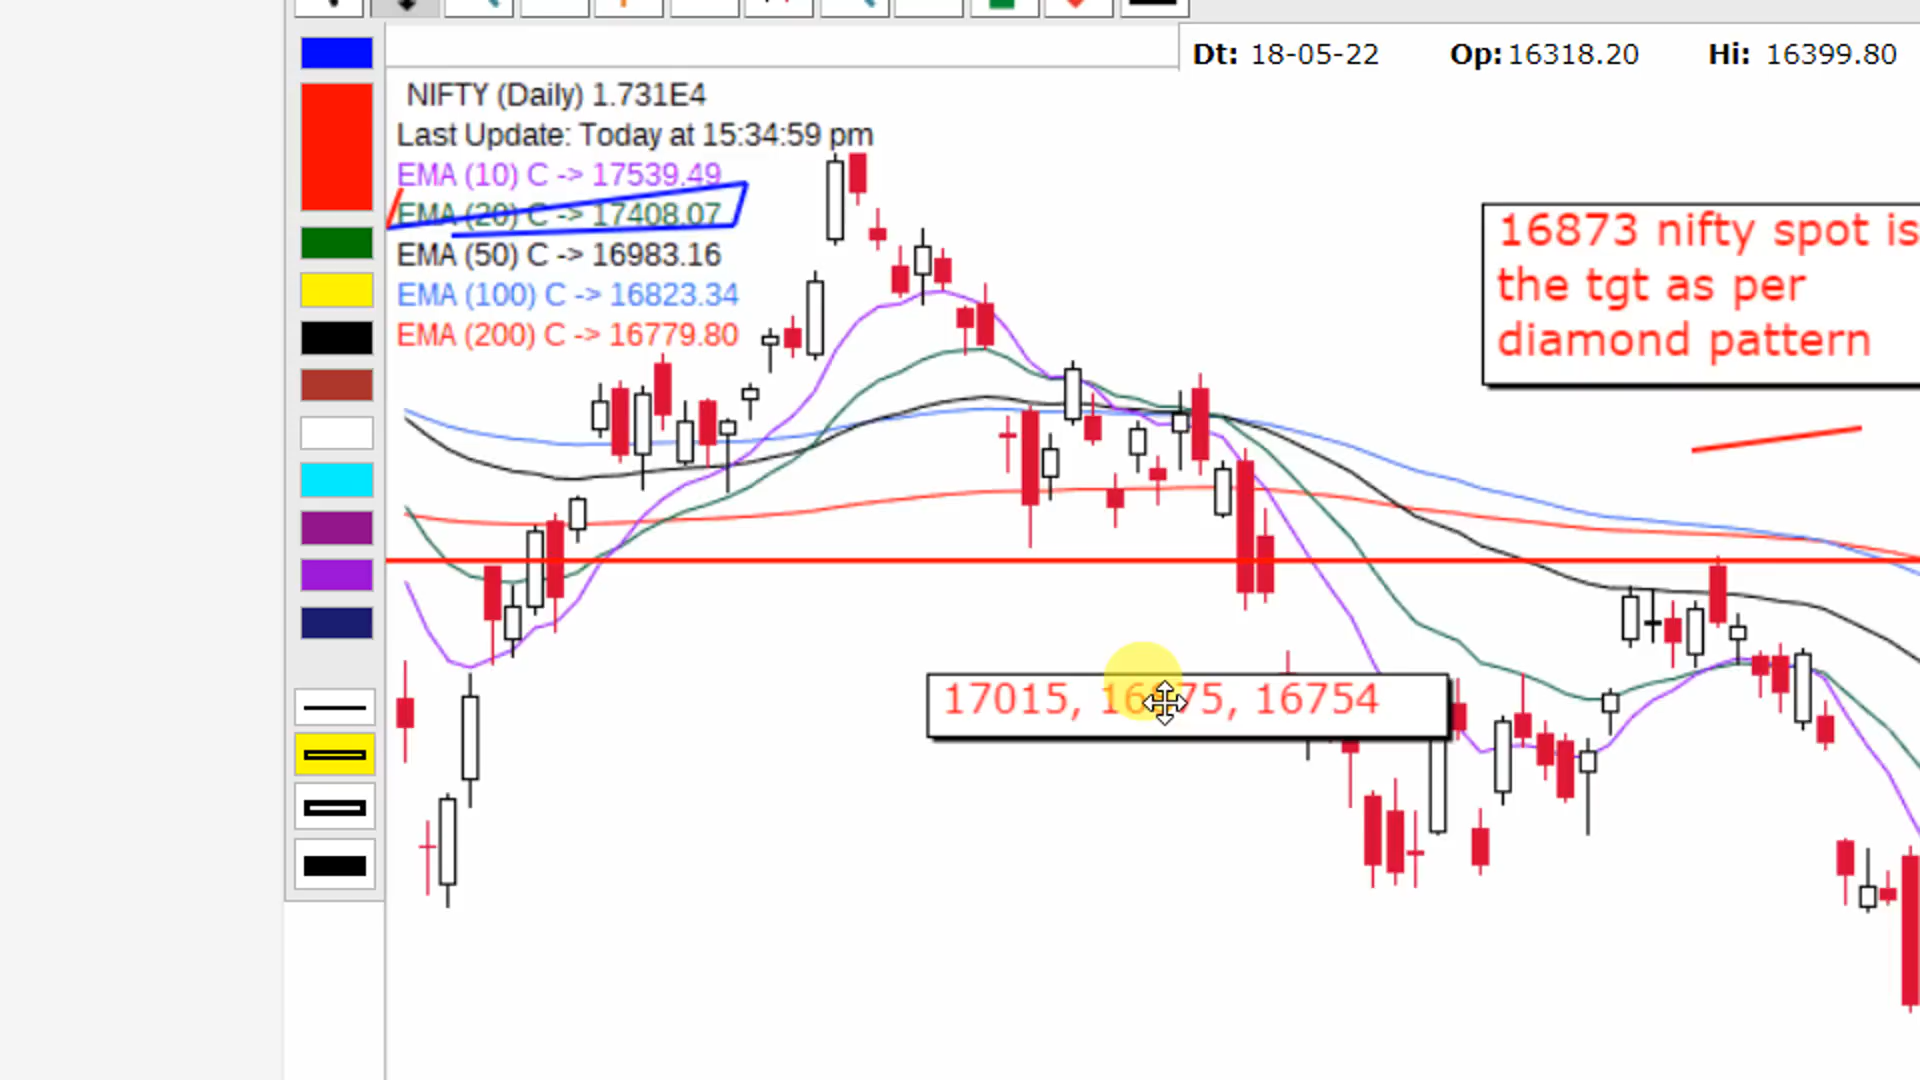 Dt: 18-05-22 Op: 16318.20 Hi: 16399.80
NIFTY (Daily) 1.731E4
Last Update: Today at 15:34:59 pm
EMA (10) C -> 17539.49
EMA (20) C -> 17408.07
EMA (50) C -> 16983.16
EMA (100) C -> 16823.34
EMA (200) C -> 16779.80
16873 nifty spot is
the tgt as per
diamond pattern
17015, 16754